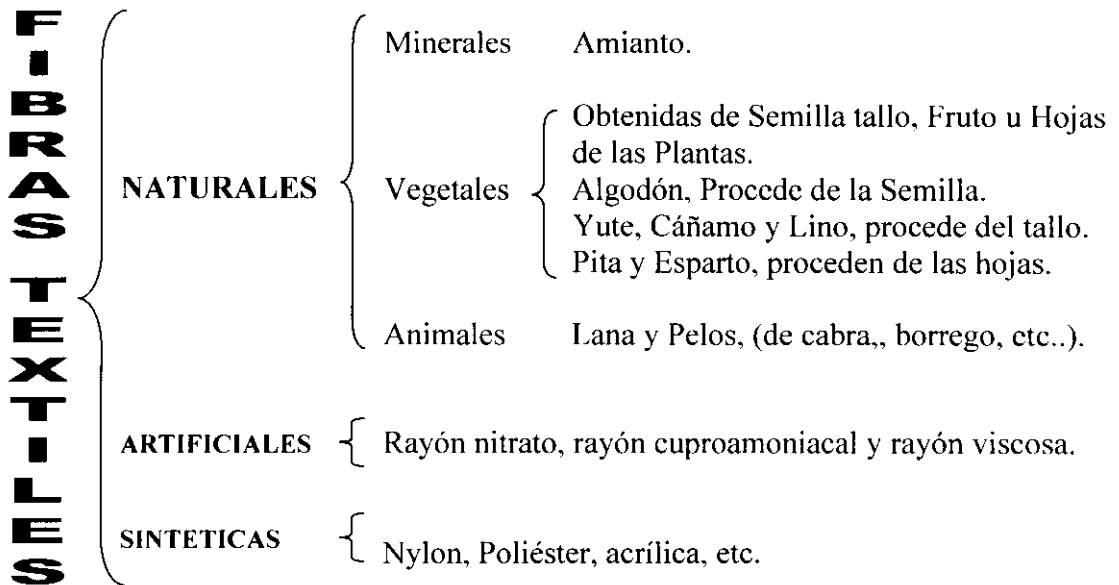 FIBRAS TEXTILES
NATURALES
Minerales Amianto.
Vegetales
Obtenidas de Semilla tallo, Fruto u Hojas
de las Plantas.
Algodón, Procede de la Semilla.
Yute, Cáñamo y Lino, procede del tallo.
Pita y Esparto, proceden de las hojas.
Animales Lana y Pelos, (de cabra,, borrego, etc..).
ARTIFICIALES Rayón nitrato, rayón cuproamoniacal y rayón viscosa.
SINTETICAS Nylon, Poliéster, acrílica, etc.